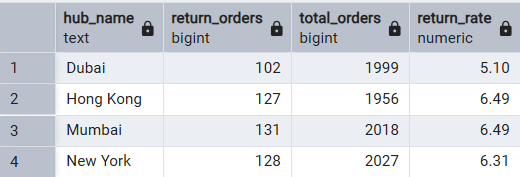 hub_name return_orders total_orders return_rate
text bigint bigint numeric
1 Dubai 102 1999 5.10
2 Hong Kong 127 1956 6.49
3 Mumbai 131 2018 6.49
4 New York 128 2027 6.31